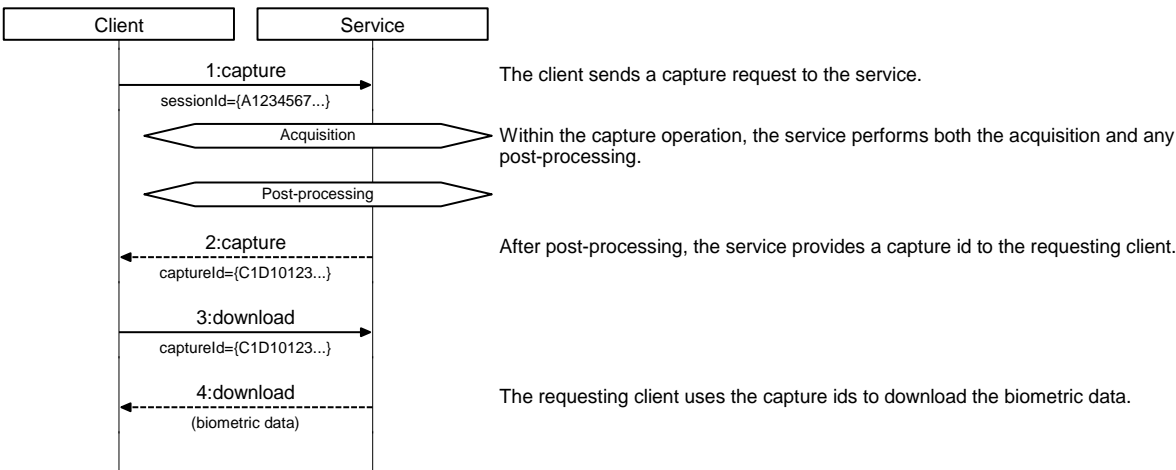 Client
Service
1:capture
The client sends a capture request to the service.
sessionId={A1234567...}
Acquisition
Within the capture operation, the service performs both the acquisition and any
post-processing.
Post-processing
2:capture
After post-processing, the service provides a capture id to the requesting client.
captureId={C1D10123...}
3:download
captureId={C1D10123...}
4:download
The requesting client uses the capture ids to download the biometric data.
(biometric data)